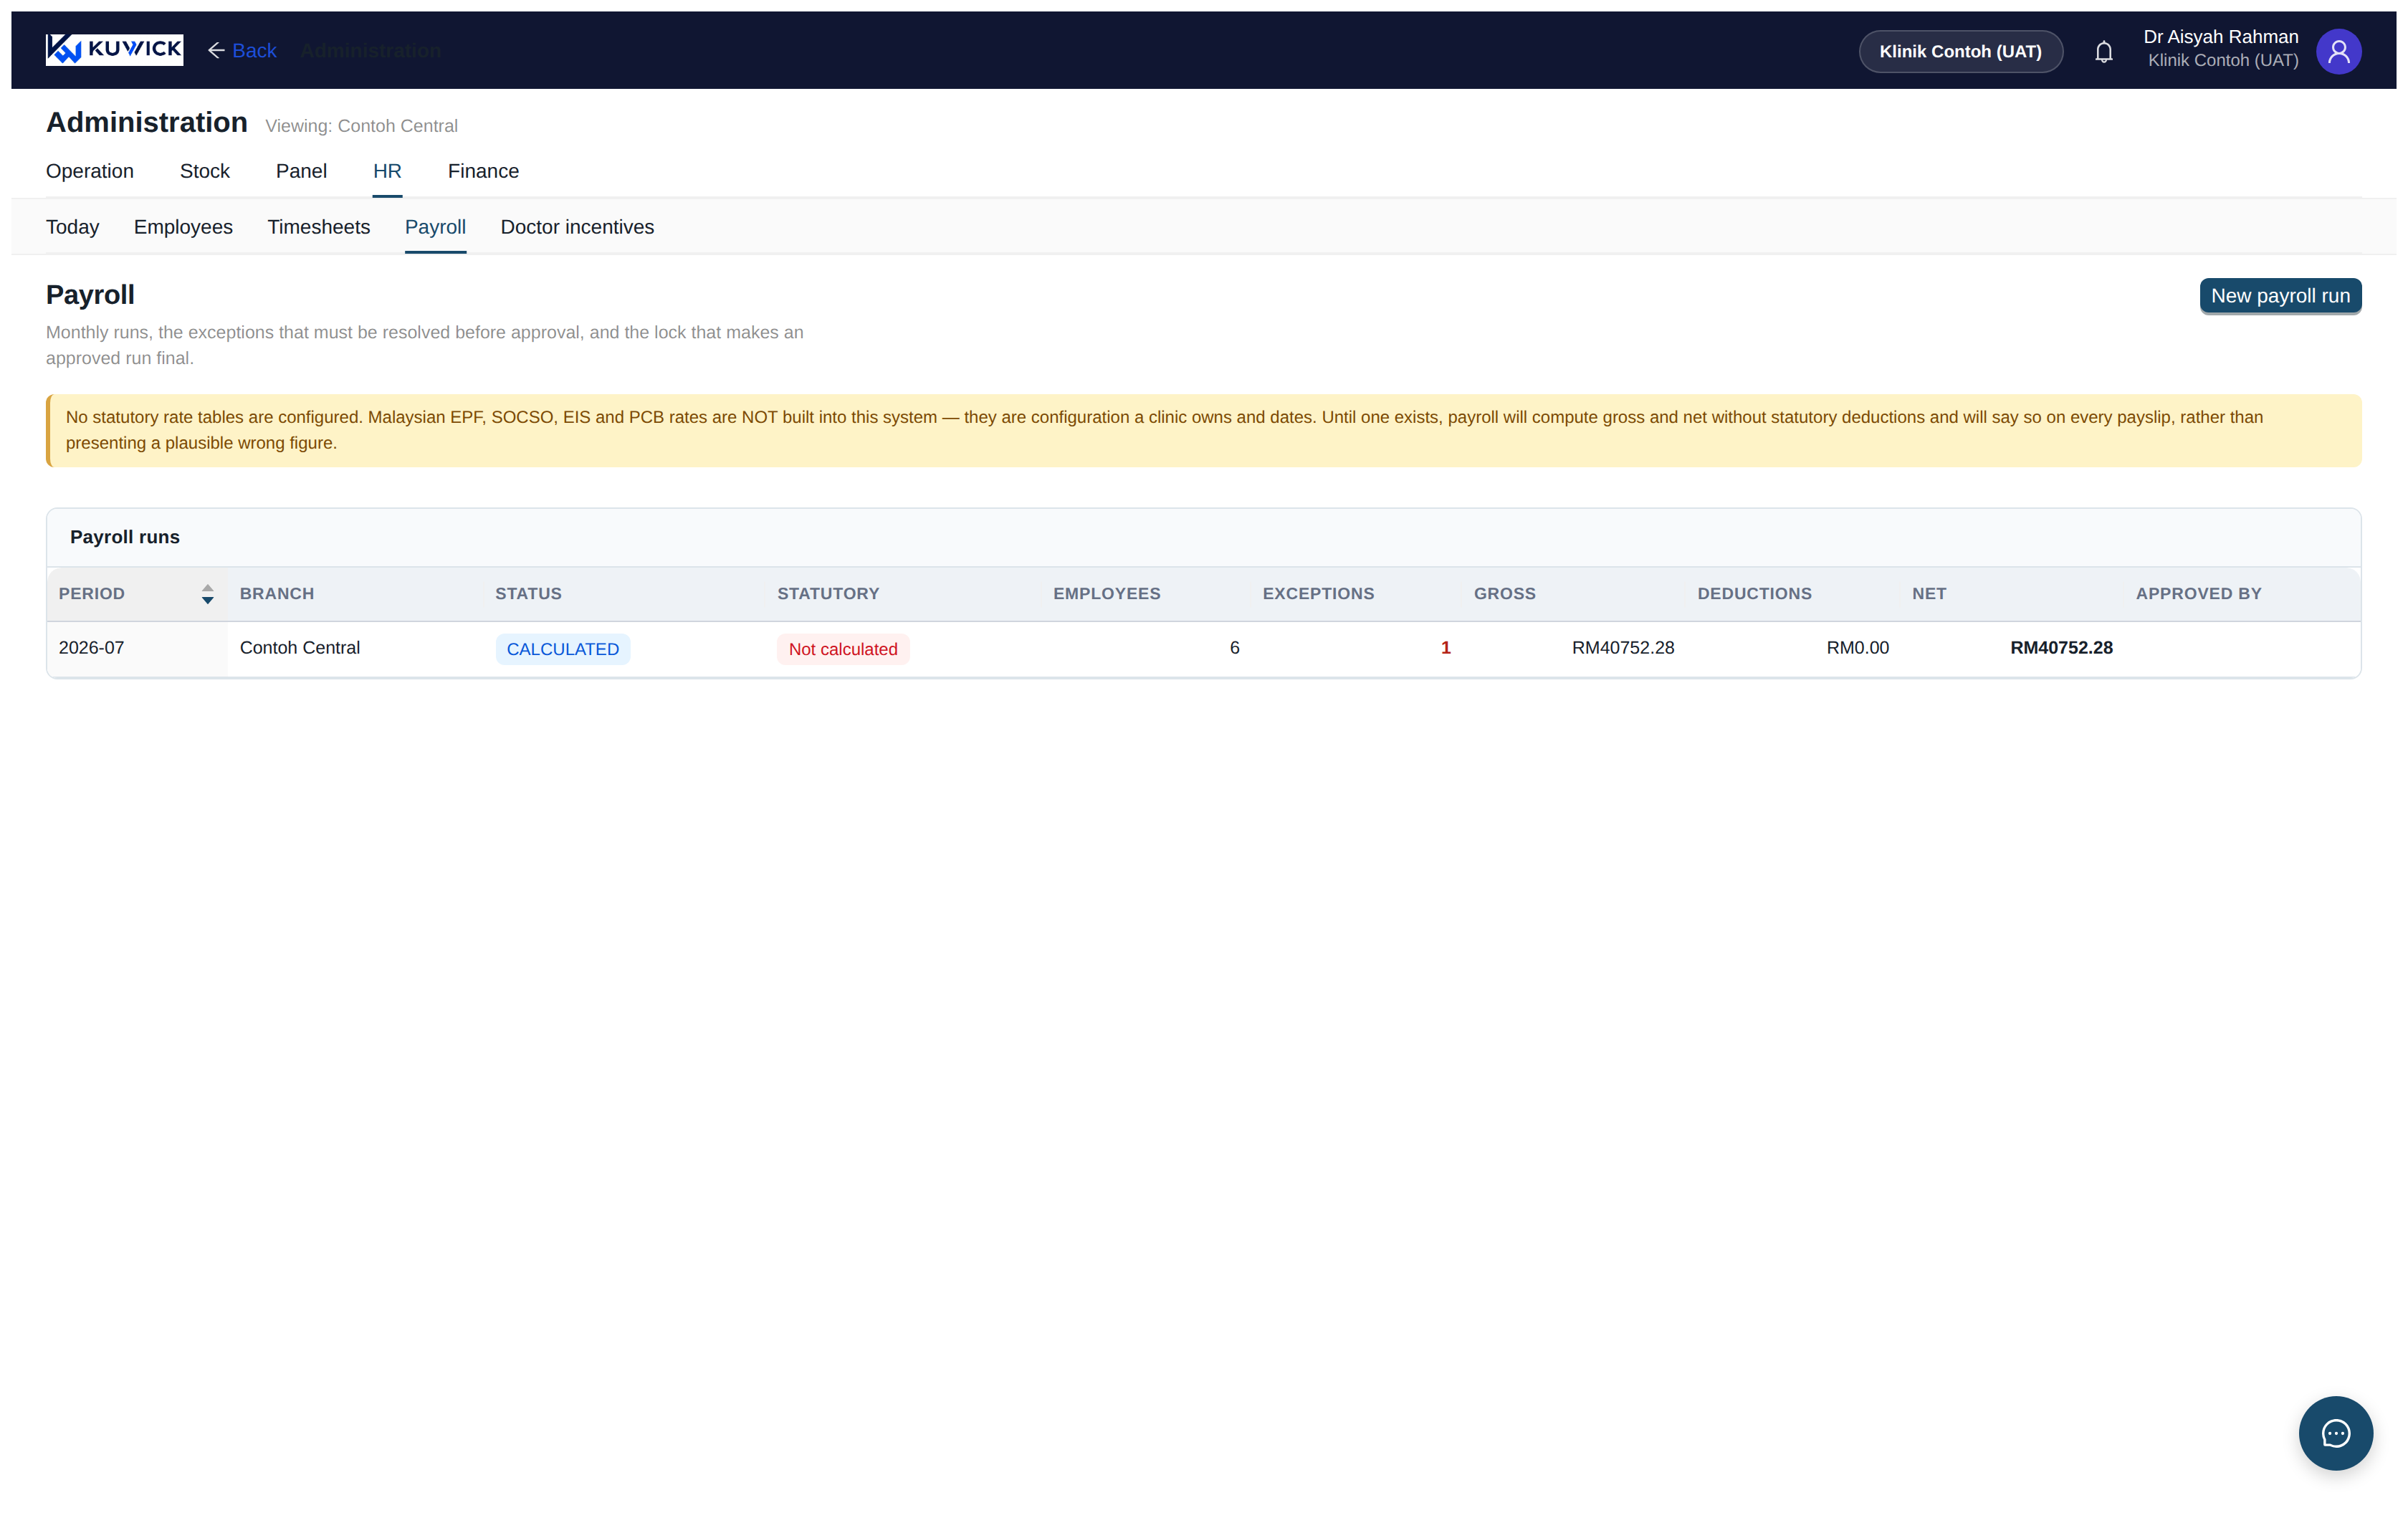 KUWICK
Back Administration
Klinik Contoh (UAT)
Dr Aisyah Rahman
Klinik Contoh (UAT)
Administration Viewing: Contoh Central
Operation Stock Panel HR Finance
Today Employees Timesheets Payroll Doctor incentives
Payroll
New payroll run
Monthly runs, the exceptions that must be resolved before approval, and the lock that makes an
approved run final.
No statutory rate tables are configured. Malaysian EPF, SOCSO, EIS and PCB rates are NOT built into this system — they are configuration a clinic owns and dates. Until one exists, payroll will compute gross and net without statutory deductions and will say so on every payslip, rather than
presenting a plausible wrong figure.
Payroll runs
PERIOD BRANCH STATUS STATUTORY EMPLOYEES EXCEPTIONS GROSS DEDUCTIONS NET APPROVED BY
2026-07 Contoh Central CALCULATED Not calculated 6 1 RM40752.28 RM0.00 RM40752.28